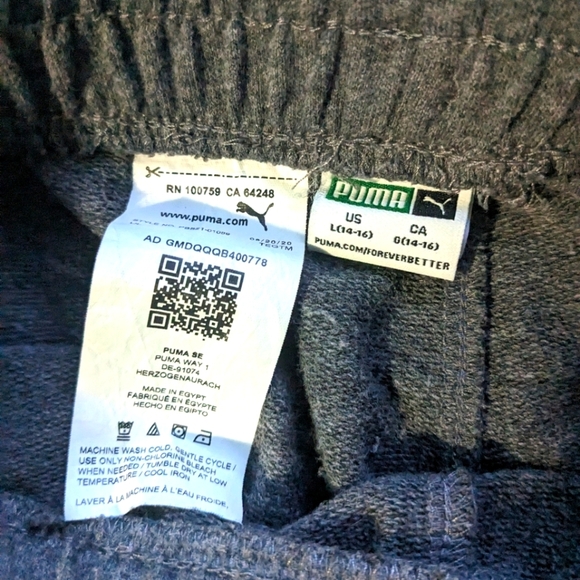 RN 100759 CA 64248
www.puma.com
AD GMDQQQB400778
PUMA SE
PUMA WAY 1
DE-91074
HERZOGENAURACH
MADE IN EGYPT
FABRIQUÉ EN ÉGYPTE
HECHO EN EGIPTO
MACHINE WASH COLD, GENTLE CYCLE /
USE ONLY NON-CHLORINE BLEACH
WHEN NEEDED / TUMBLE DRY AT LOW
TEMPERATURE / COOL IRON
LAVER À LA MACHINE À L'EAU FROIDE,
PUMA
US CA
L(14-16) G(14-16)
PUMA.COM/FOREVERBETTER